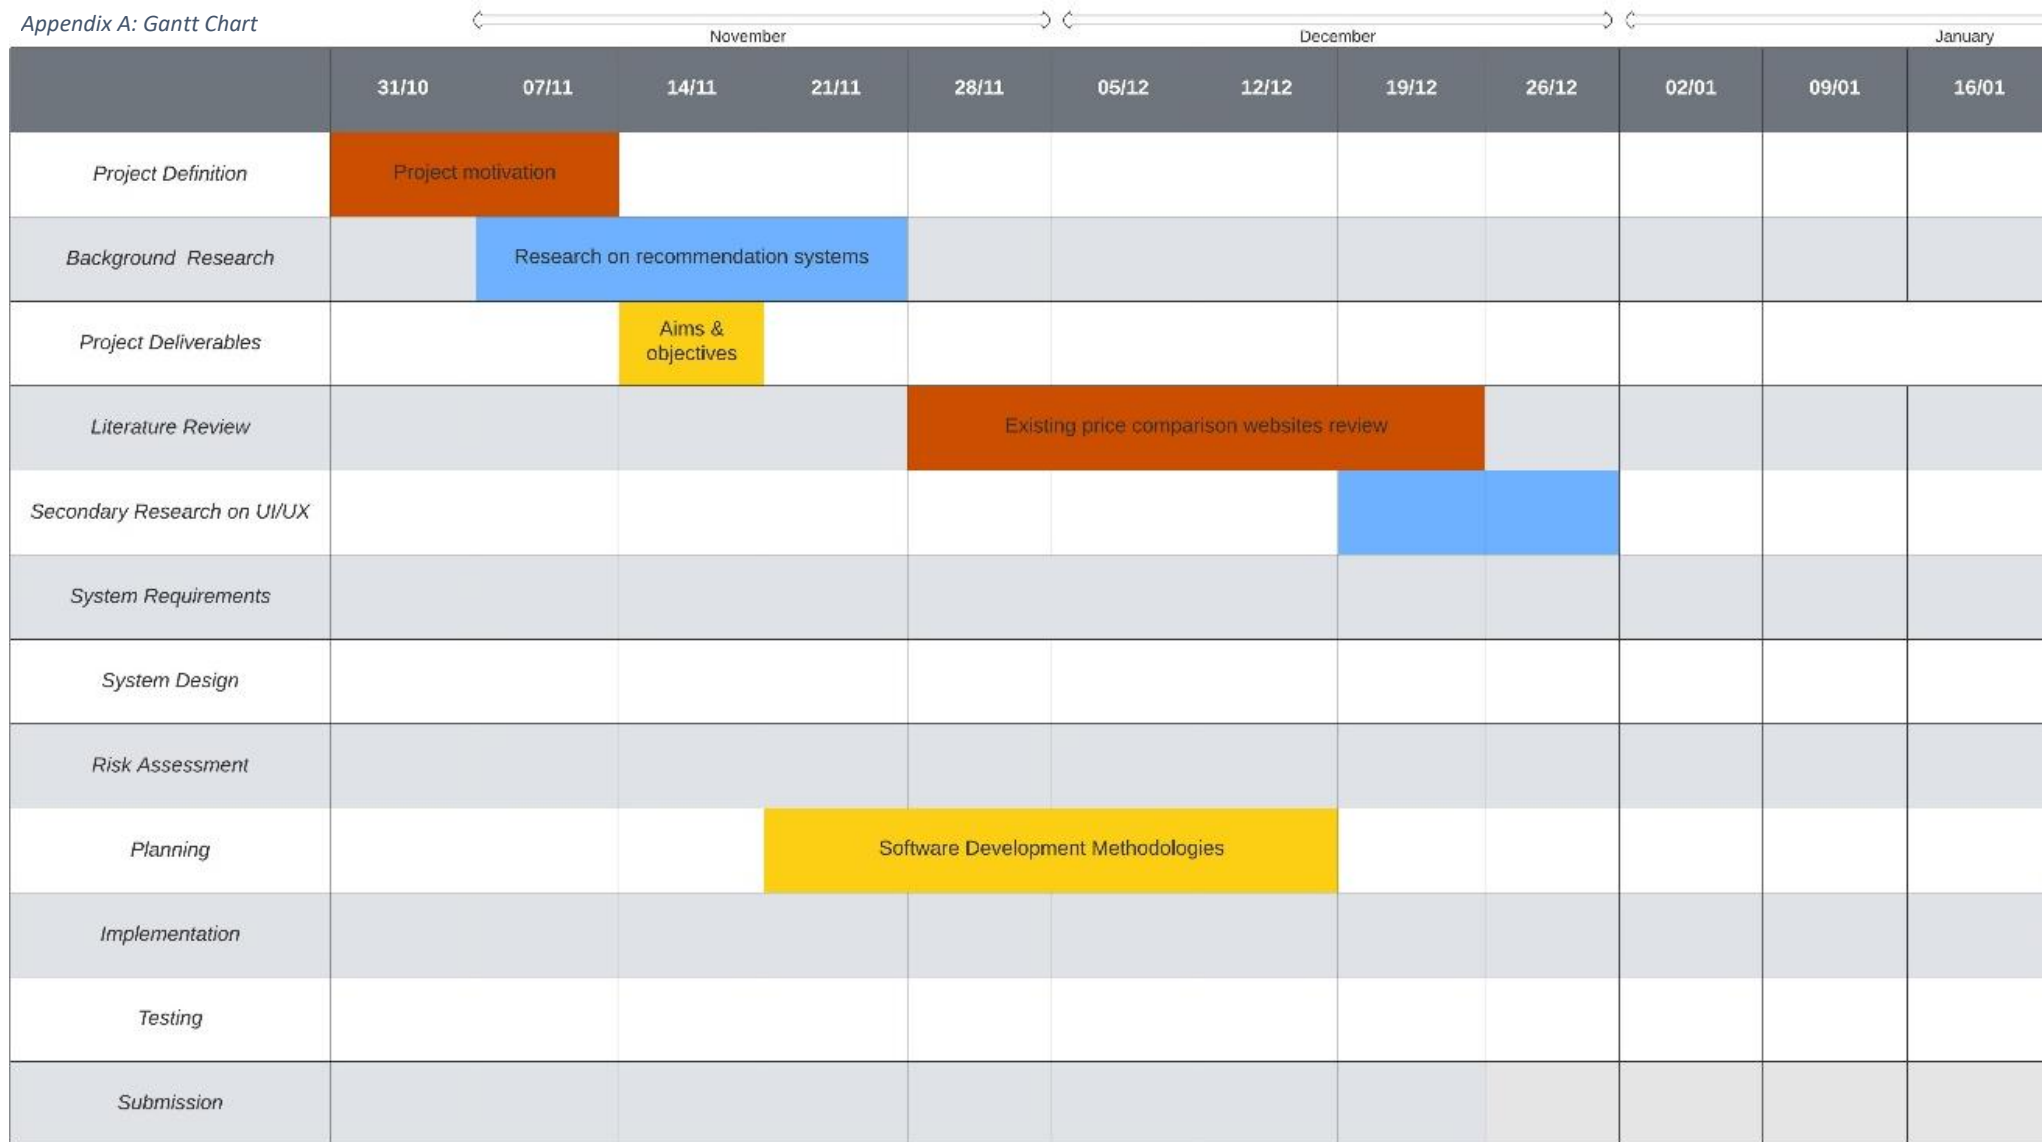 Appendix A: Gantt Chart
November December January
31/10 07/11 14/11 21/11 28/11 05/12 12/12 19/12 26/12 02/01 09/01 16/01
Project Definition Project motivation
Background Research Research on recommendation systems
Project Deliverables Aims &
objectives
Literature Review Existing price comparison websites review
Secondary Research on UI/UX
System Requirements
System Design
Risk Assessment
Planning Software Development Methodologies
Implementation
Testing
Submission